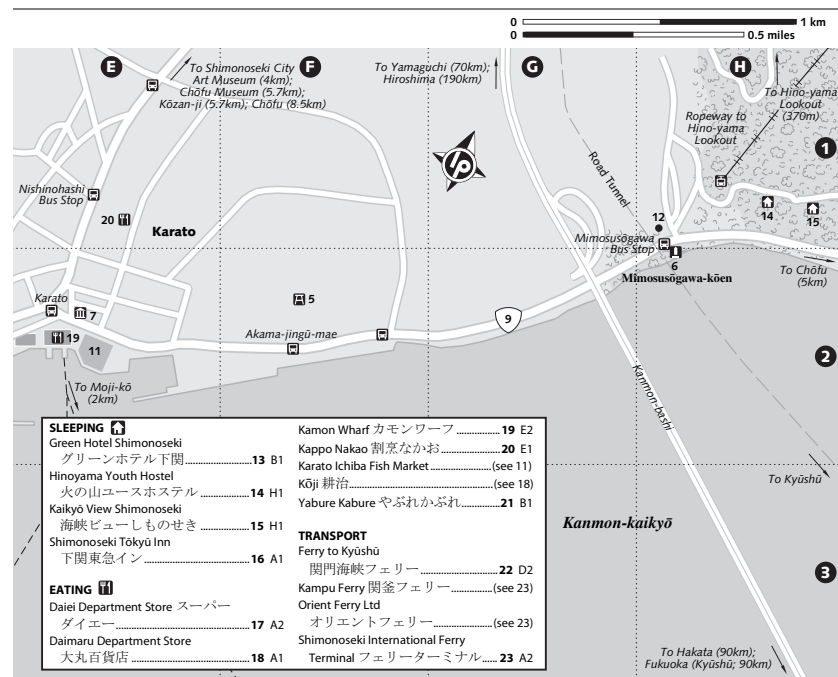 0 1 km
0 0.5 miles
E
F
G
H
To Shimonoseki City
Art Museum (4km);
Chōfu Museum (5.7km);
Kōzan-ji (5.7km); Chōfu (8.5km)
To Yamaguchi (70km);
Hiroshima (190km)
To Hino-yama
Lookout
(370m)
Ropeway to
Hino-yama
Lookout
1
Road Tunnel
Nishinohashi
Bus Stop
20
Karato
12
14
15
Mimosusōgawa
Bus Stop
6
Mimosusōgawa-kōen
To Chōfu
(5km)
Karato
7
5
9
19
11
Akama-jingū-mae
2
To Moji-kō
(2km)
Kanmon-bashi
To Kyūshū
Kanmon-kaikyō
3
To Hakata (90km);
Fukuoka (Kyūshū; 90km)
SLEEPING
Green Hotel Shimonoseki
グリーンホテル下関..................13 B1
Hinoyama Youth Hostel
火の山ユースホステル..................14 H1
Kaikyō View Shimonoseki
海峡ビューしものせき..................15 H1
Shimonoseki Tōkyū Inn
下関東急イン..................16 A1
EATING
Daiei Department Store スーパー
ダイエー..................17 A2
Daimaru Department Store
大丸百貨店..................18 A1
Kamon Wharf カモンワーフ..................19 E2
Kappo Nakao 割烹なかお..................20 E1
Karato Ichiba Fish Market..................(see 11)
Kōji 耕治..................(see 18)
Yabure Kabure やぶれかぶれ..................21 B1
TRANSPORT
Ferry to Kyūshū
関門海峡フェリー..................22 D2
Kampu Ferry 関釜フェリー..................(see 23)
Orient Ferry Ltd
オリエントフェリー..................(see 23)
Shimonoseki International Ferry
Terminal フェリーターミナル.....23 A2